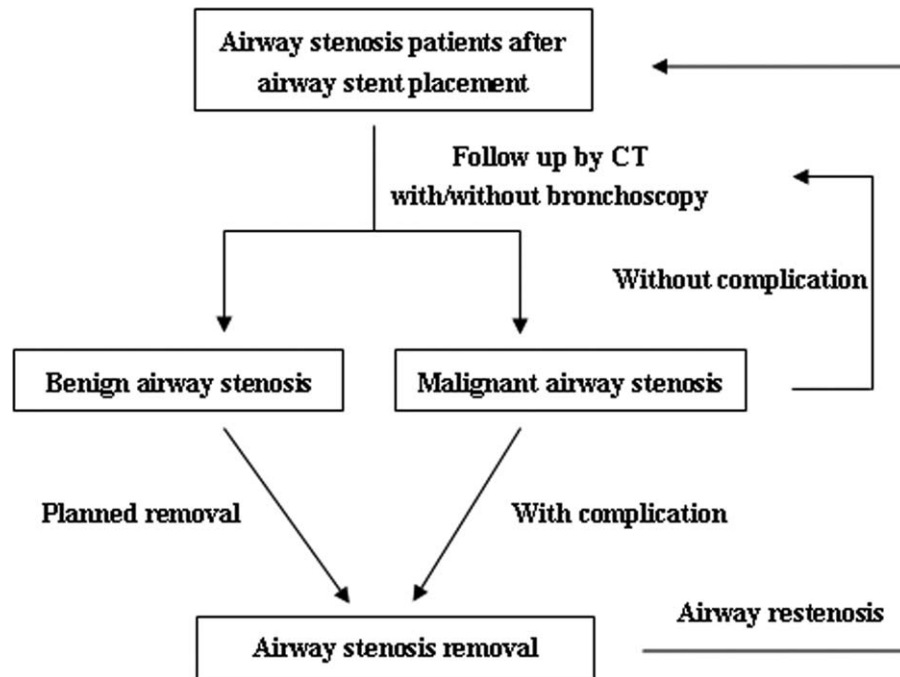 Airway stenosis patients after
airway stent placement
Follow up by CT
with/without bronchoscopy
Without complication
Benign airway stenosis
Malignant airway stenosis
Planned removal
With complication
Airway restenosis
Airway stenosis removal